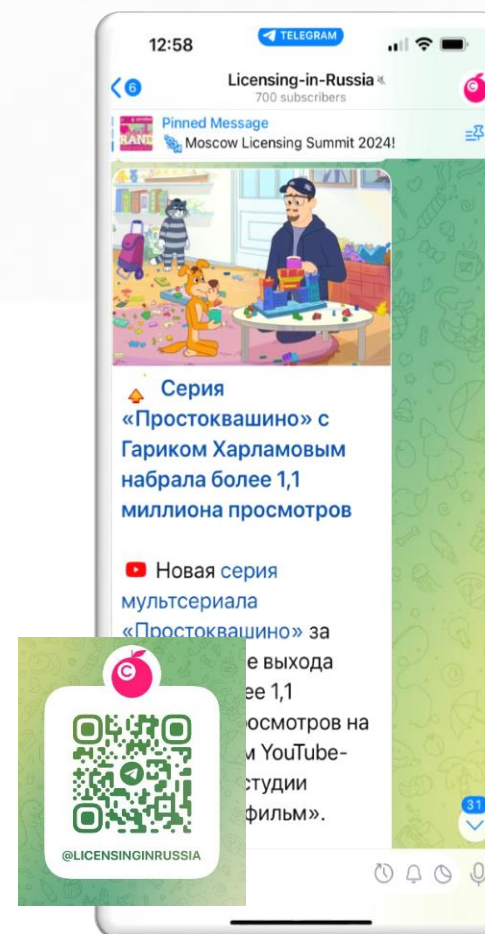 12:58
TELEGRAM
6
Licensing-in-Russia
700 subscribers
Pinned Message
Moscow Licensing Summit 2024!
Серия
«Простоквашино» с
Гариком Харламовым
набрала более 1,1
миллиона просмотров
Новая серия
мультсериала
«Простоквашино» за
е выхода
ее 1,1
осмотров на
м YouTube-
студии
фильм».
31
@LICENSINGINRUSSIA